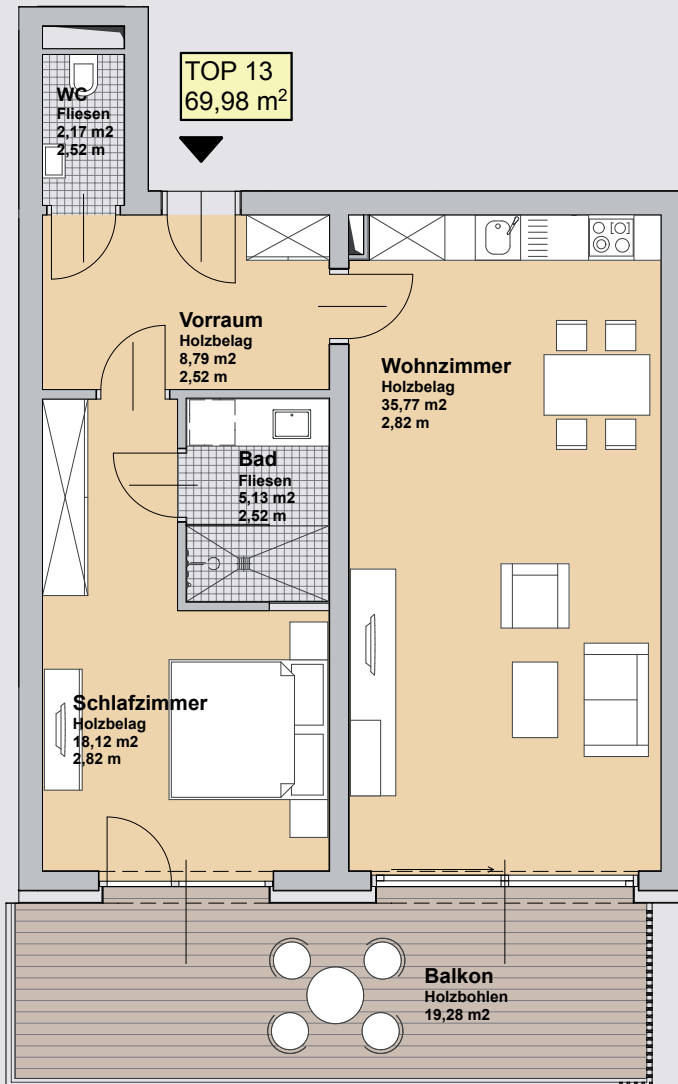 TOP 13
69,98 m²
WC
Fliesen
2,17 m2
2,52 m
Vorraum
Holzbelag
8,79 m2
2,52 m
Wohnzimmer
Holzbelag
35,77 m2
2,82 m
Bad
Fliesen
5,13 m2
2,52 m
Schlafzimmer
Holzbelag
18,12 m2
2,82 m
Balkon
Holzbohlen
19,28 m2